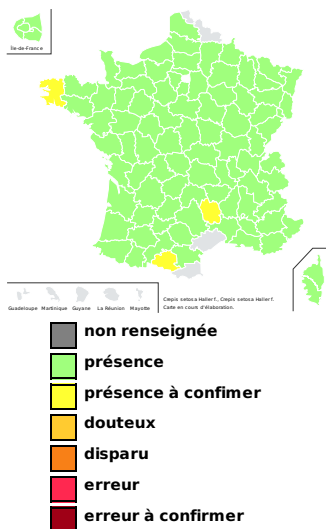 Île-de-France
Guadeloupe Martinique Guyane La Réunion Mayotte
Crepis setosa Haller f., Crepis setosa Haller f.
Carte en cours d'élaboration.
non renseignée
présence
présence à confimer
douteux
disparu
erreur
erreur à confirmer